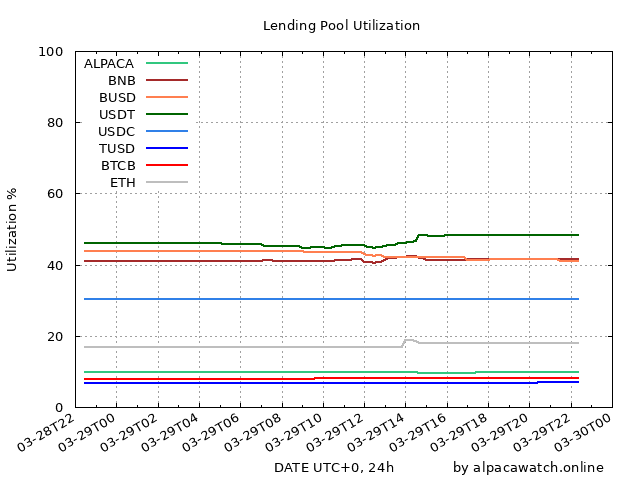 Lending Pool Utilization
100
80
60
40
20
0
Utilization %
ALPACA
BNB
BUSD
USDT
USDC
TUSD
BTCB
ETH
03-28T22
03-29T00
03-29T02
03-29T04
03-29T06
03-29T08
03-29T10
03-29T12
03-29T14
03-29T16
03-29T18
03-29T20
03-29T22
03-30T00
DATE UTC+0, 24h
by alpacawatch.online